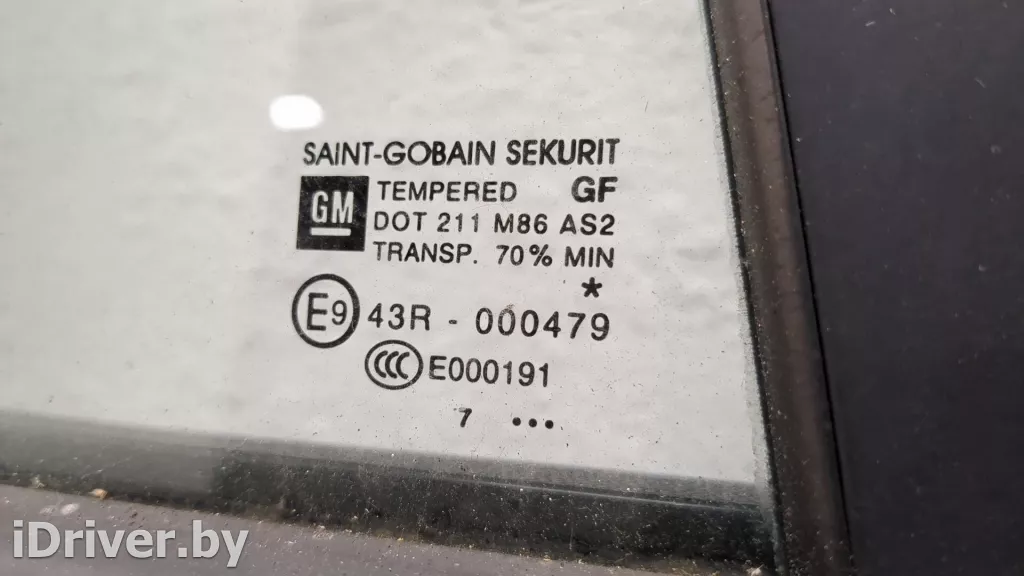 SAINT-GOBAIN SEKURIT
GM
TEMPERED GF
DOT 211 M86 AS2
TRANSP. 70% MIN
*
E9 43R - 000479
CCC E000191
7 ...
iDriver.by